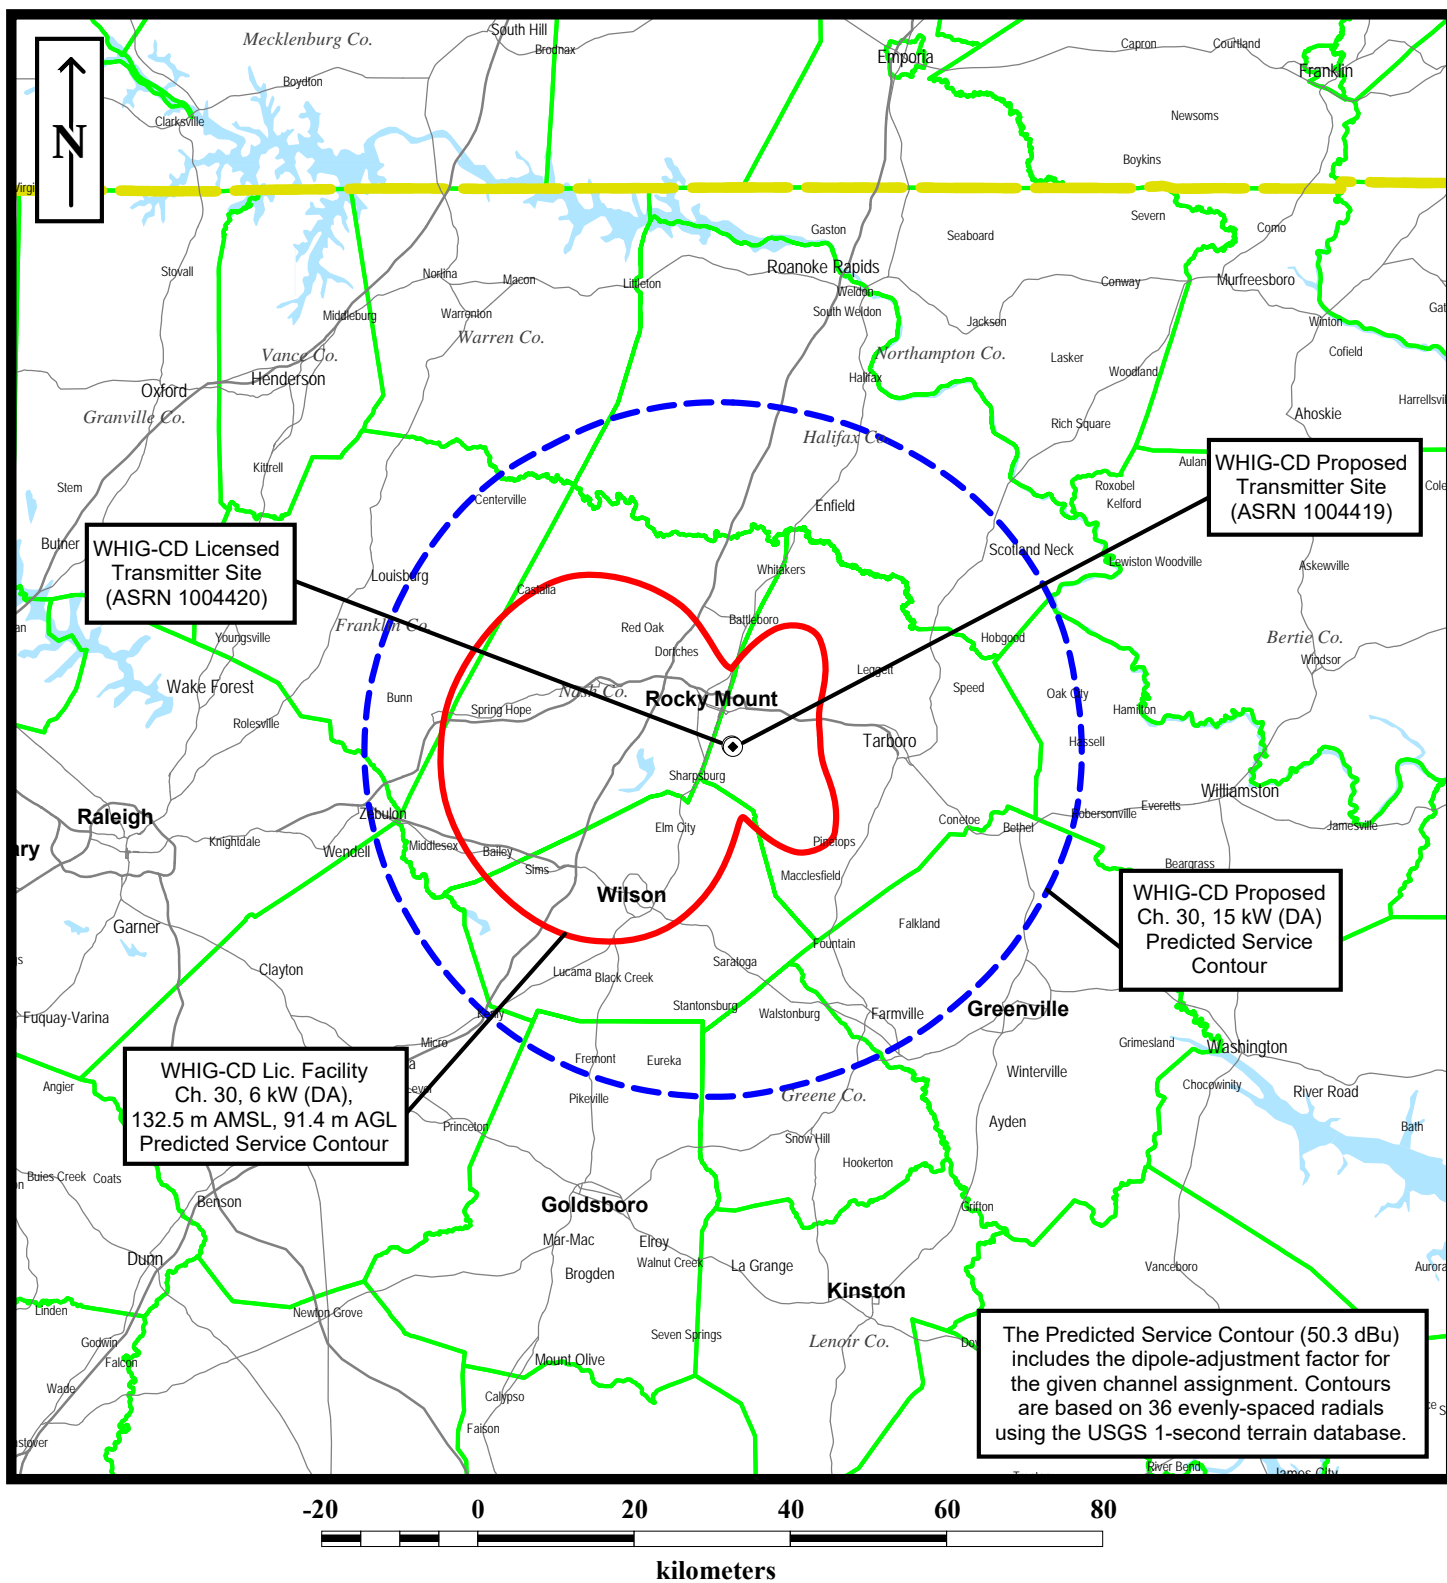 Mecklenburg Co.
South Hill
Brodnax
Emporia
Capron
Courtland
Franklin
Boydton
Clarksville
Newsoms
Boykins
N
Severn
Como
Gaston
Seaboard
Stovall
Norlina
Macon
Littleton
Roanoke Rapids
Weldon
South Weldon
Conway
Murfreesboro
Middleburg
Warrenton
Warren Co.
Jackson
Winton
Cofield
Vance Co.
Henderson
Northampton Co.
Lasker
Woodland
Halifax
Oxford
Granville Co.
Rich Square
Ahoskie
Halifax Co.
Kittrell
Stem
Centerville
Enfield
Roxobel
Kelford
WHIG-CD Proposed
Transmitter Site
(ASRN 1004419)
Butner
WHIG-CD Licensed
Transmitter Site
(ASRN 1004420)
Louisburg
Castalia
Whitakers
Scotland Neck
Lewiston Woodville
Askewville
Franklin Co.
Youngsville
Red Oak
Battleboro
Dortches
Hobgood
Bertie Co.
Windsor
Leggett
Speed
Oak City
Hamilton
Wake Forest
Bunn
Nash Co.
Rocky Mount
Spring Hope
Rolesville
Tarboro
Hassell
Sharpsburg
Williamston
Everetts
Robersonville
Jamesville
Raleigh
Zebulon
Knightdale
Wendell
Middlesex
Bailey
Sims
Elm City
Pinetops
Conetoe
Bethel
Beargrass
Macclesfield
Wilson
WHIG-CD Proposed
Ch. 30, 15 kW (DA)
Predicted Service
Contour
Garner
Falkland
Fountain
Clayton
Lucama
Black Creek
Saratoga
Stantonsburg
Walstonburg
Farmville
Greenville
Fuquay-Varina
Micro
Grimesland
Washington
Fremont
Eureka
Winterville
Chocowinity
River Road
Angier
Pikeville
Greene Co.
WHIG-CD Lic. Facility
Ch. 30, 6 kW (DA),
132.5 m AMSL, 91.4 m AGL
Predicted Service Contour
Princeton
Snow Hill
Ayden
Bath
Hookerton
Buies Creek
Coats
Benson
Goldsboro
Grifton
Mar-Mac
Elroy
Walnut Creek
La Grange
Dunn
Brogden
Vanceboro
Aurora
Kinston
Linden
Newton Grove
Seven Springs
Lenoir Co.
Godwin
Falcon
Mount Olive
Wade
Calypso
Faison
The Predicted Service Contour (50.3 dBu)
includes the dipole-adjustment factor for
the given channel assignment. Contours
are based on 36 evenly-spaced radials
using the USGS 1-second terrain database.
River Bend
James City
-20 0 20 40 60 80
kilometers